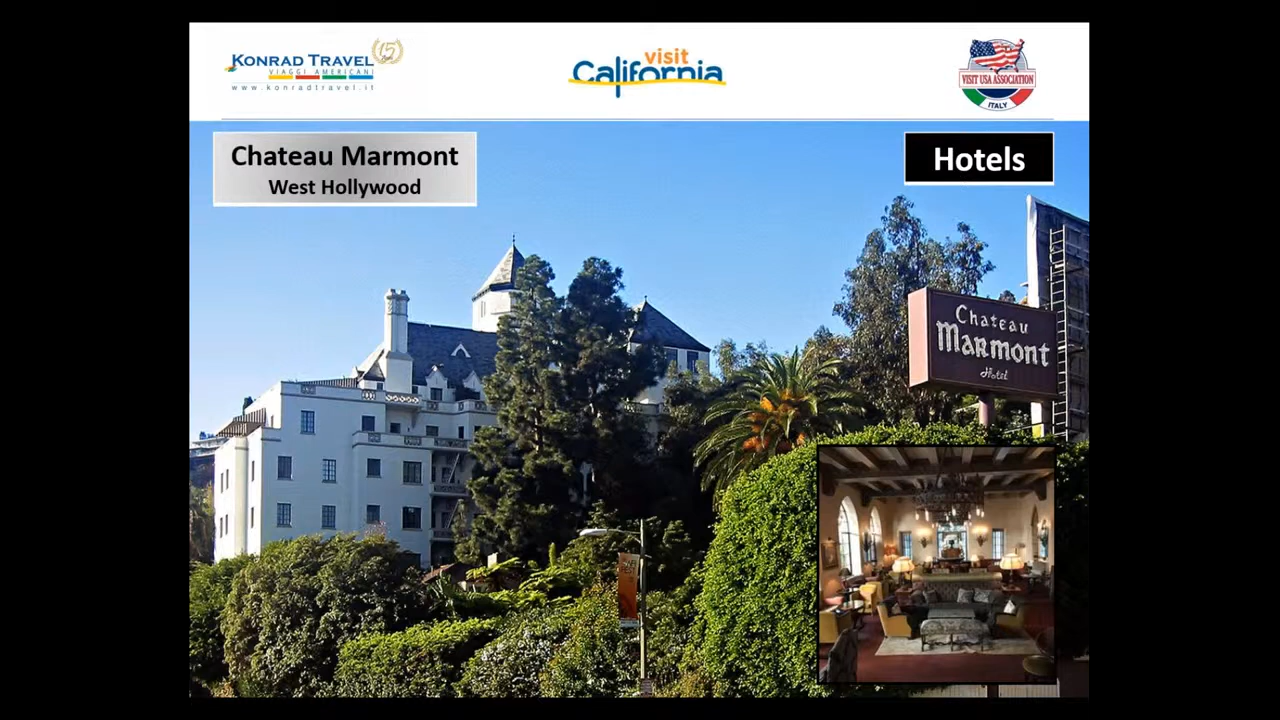 KONRAD TRAVEL 15
VIAGGI AMERICANI
www.konradtravel.it
visit
California
VISIT USA ASSOCIATION
ITALY
Chateau Marmont
West Hollywood
Hotels
Chateau
Marmont
Hotel